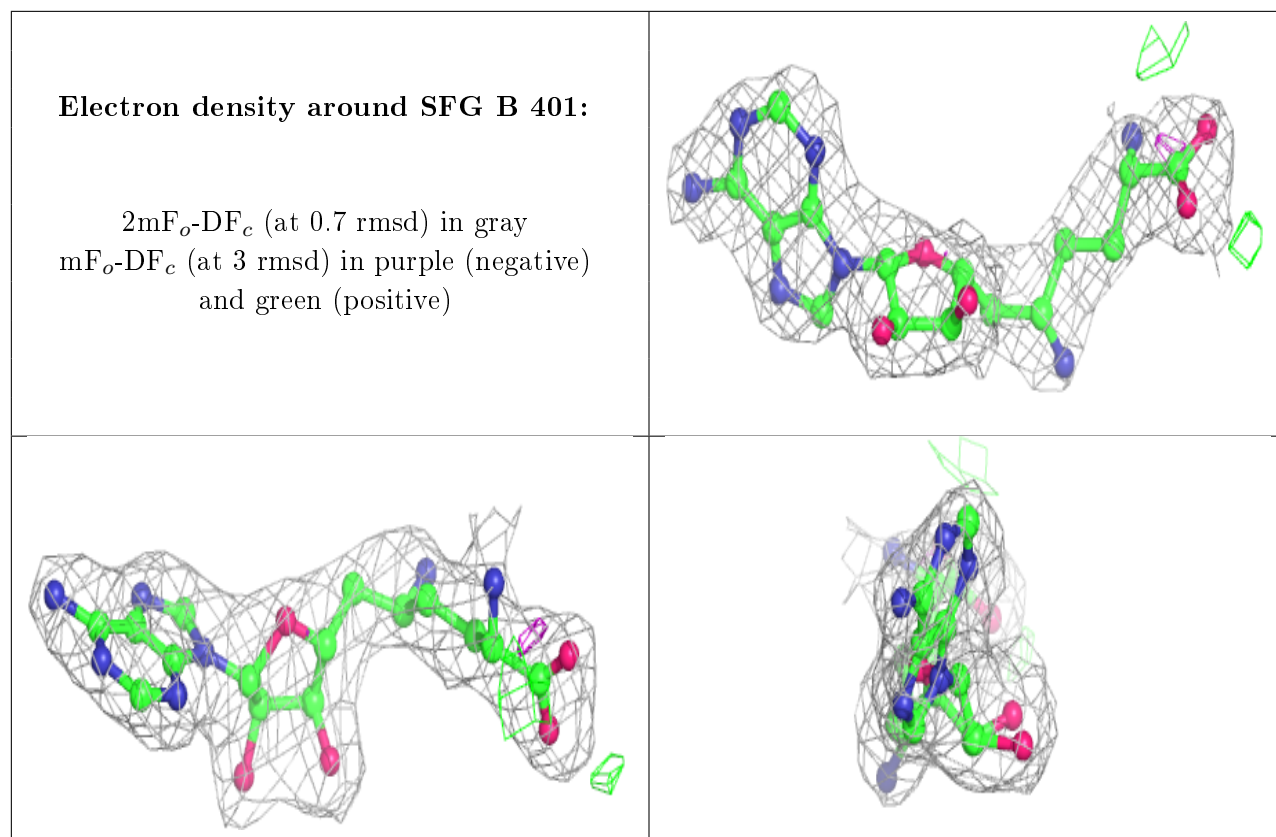 Electron density around SFG B 401:
2mFₒ-DF𝒸 (at 0.7 rmsd) in gray
mFₒ-DF𝒸 (at 3 rmsd) in purple (negative)
and green (positive)